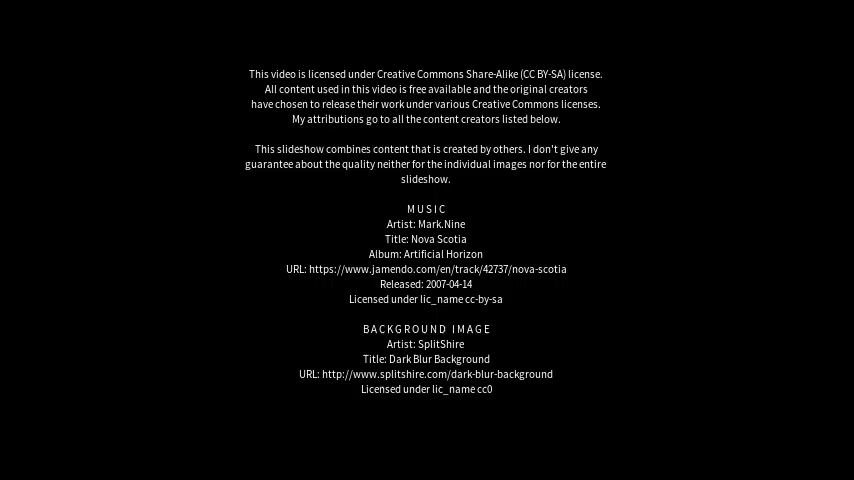 This video is licensed under Creative Commons Share-Alike (CC BY-SA) license.
All content used in this video is free available and the original creators
have chosen to release their work under various Creative Commons licenses.
My attributions go to all the content creators listed below.
This slideshow combines content that is created by others. I don't give any
guarantee about the quality neither for the individual images nor for the entire
slideshow.
MUSIC
Artist: Mark.Nine
Title: Nova Scotia
Album: Artificial Horizon
URL: https://www.jamendo.com/en/track/42737/nova-scotia
Released: 2007-04-14
Licensed under lic_name cc-by-sa
BACKGROUND IMAGE
Artist: SplitShire
Title: Dark Blur Background
URL: http://www.splitshire.com/dark-blur-background
Licensed under lic_name cc0